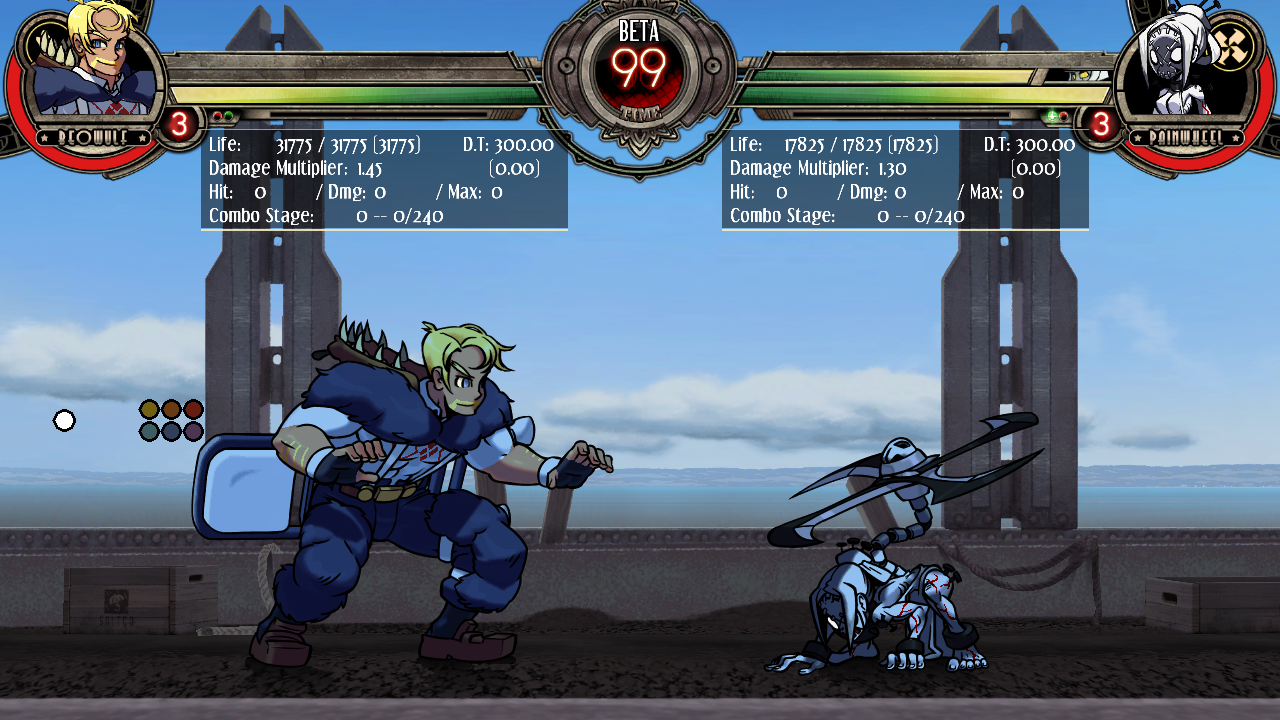 BETA
99
TIME
BEOWULF
3
3
PAINWHEEL
Life: 31775 / 31775 (31775) D.T: 300.00
Damage Multiplier: 1.45 (0.00)
Hit: 0 / Dmg: 0 / Max: 0
Combo Stage: 0 -- 0/240
Life: 17825 / 17825 (17825) D.T: 300.00
Damage Multiplier: 1.30 (0.00)
Hit: 0 / Dmg: 0 / Max: 0
Combo Stage: 0 -- 0/240